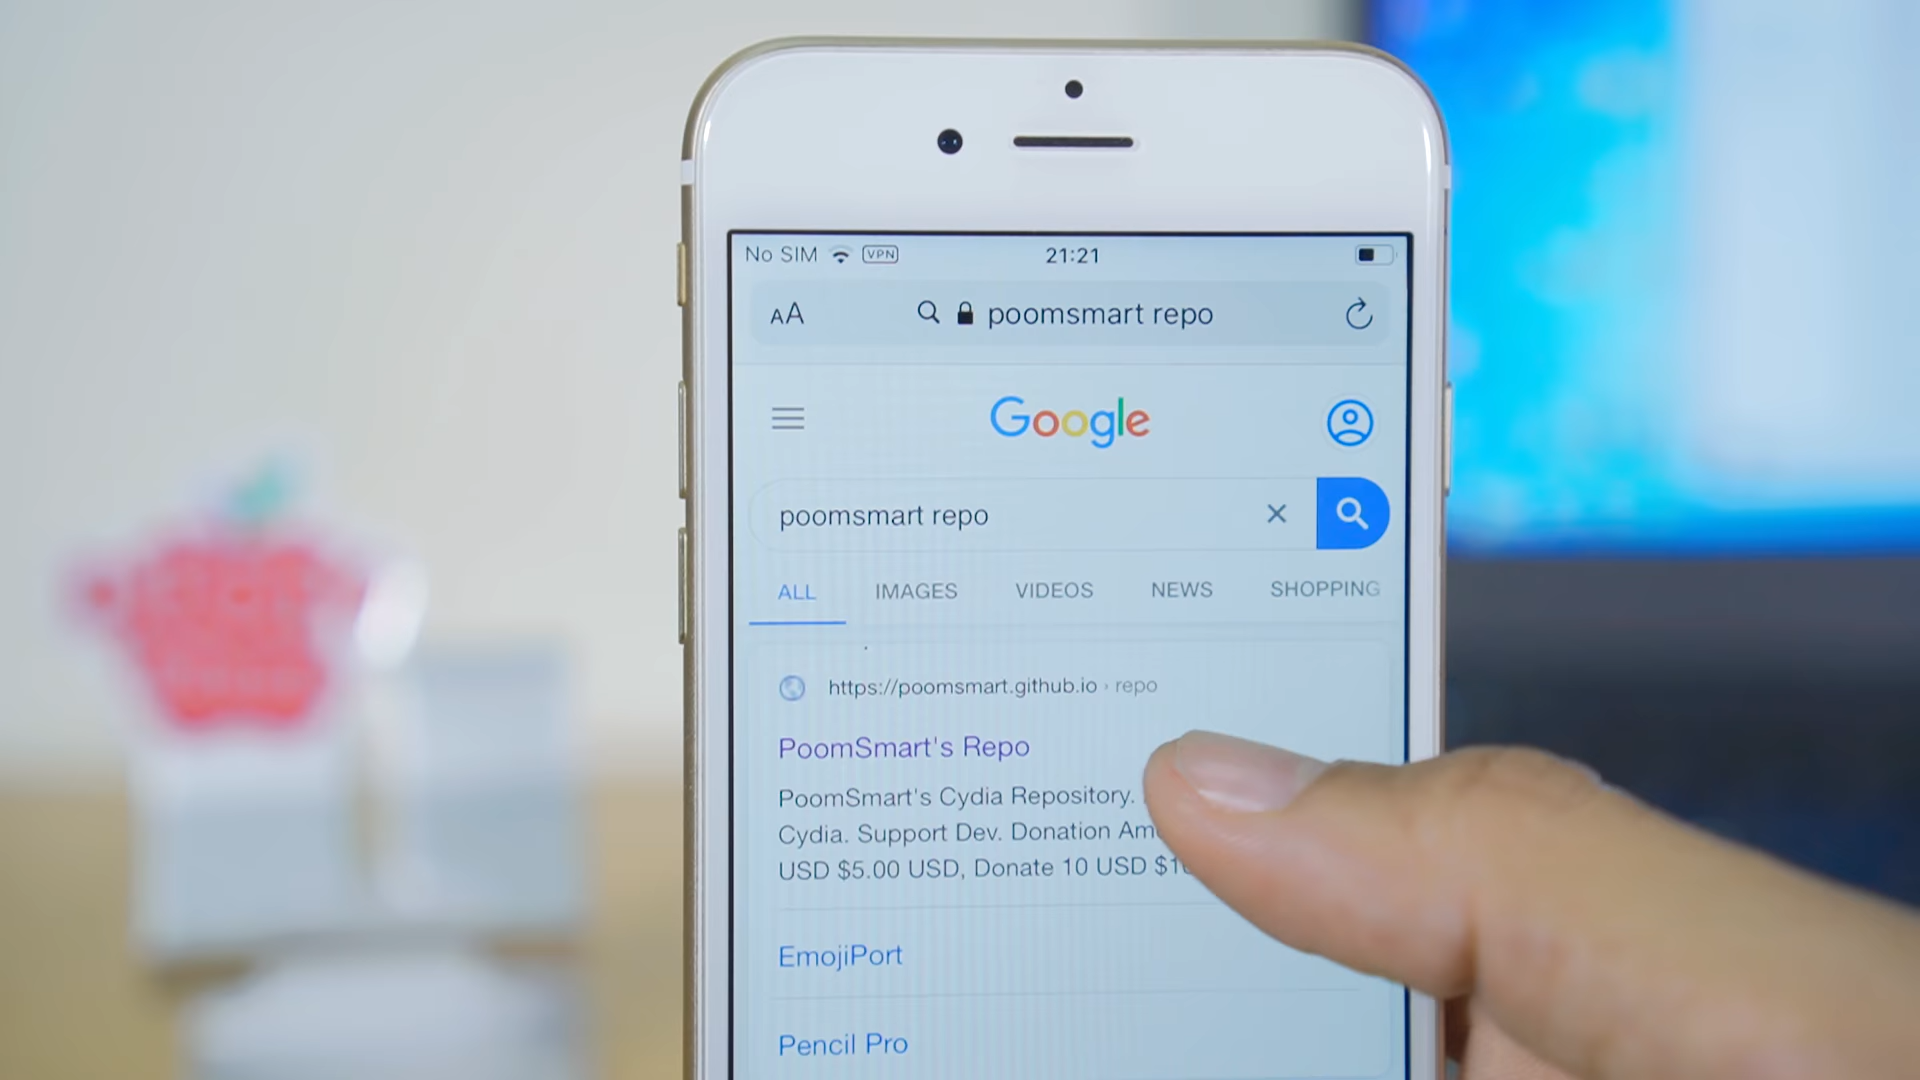 No SIM VPN 21:21
AA poomsmart repo
Google
poomsmart repo
ALL IMAGES VIDEOS NEWS SHOPPING
https://poomsmart.github.io › repo
PoomSmart's Repo
PoomSmart's Cydia Repository.
Cydia. Support Dev. Donation
USD $5.00 USD, Donate 10 USD
EmojiPort
Pencil Pro